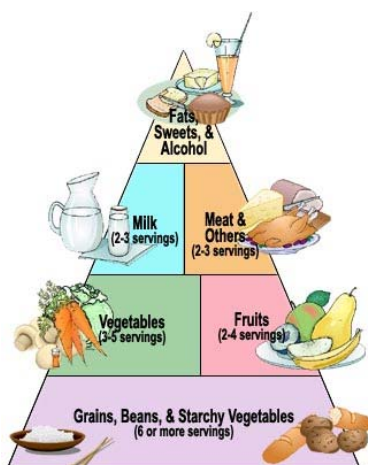 Fats,
Sweets, &
Alcohol
Milk
(2-3 servings)
Meat &
Others
(2-3 servings)
Vegetables
(3-5 servings)
Fruits
(2-4 servings)
Grains, Beans, & Starchy Vegetables
(6 or more servings)